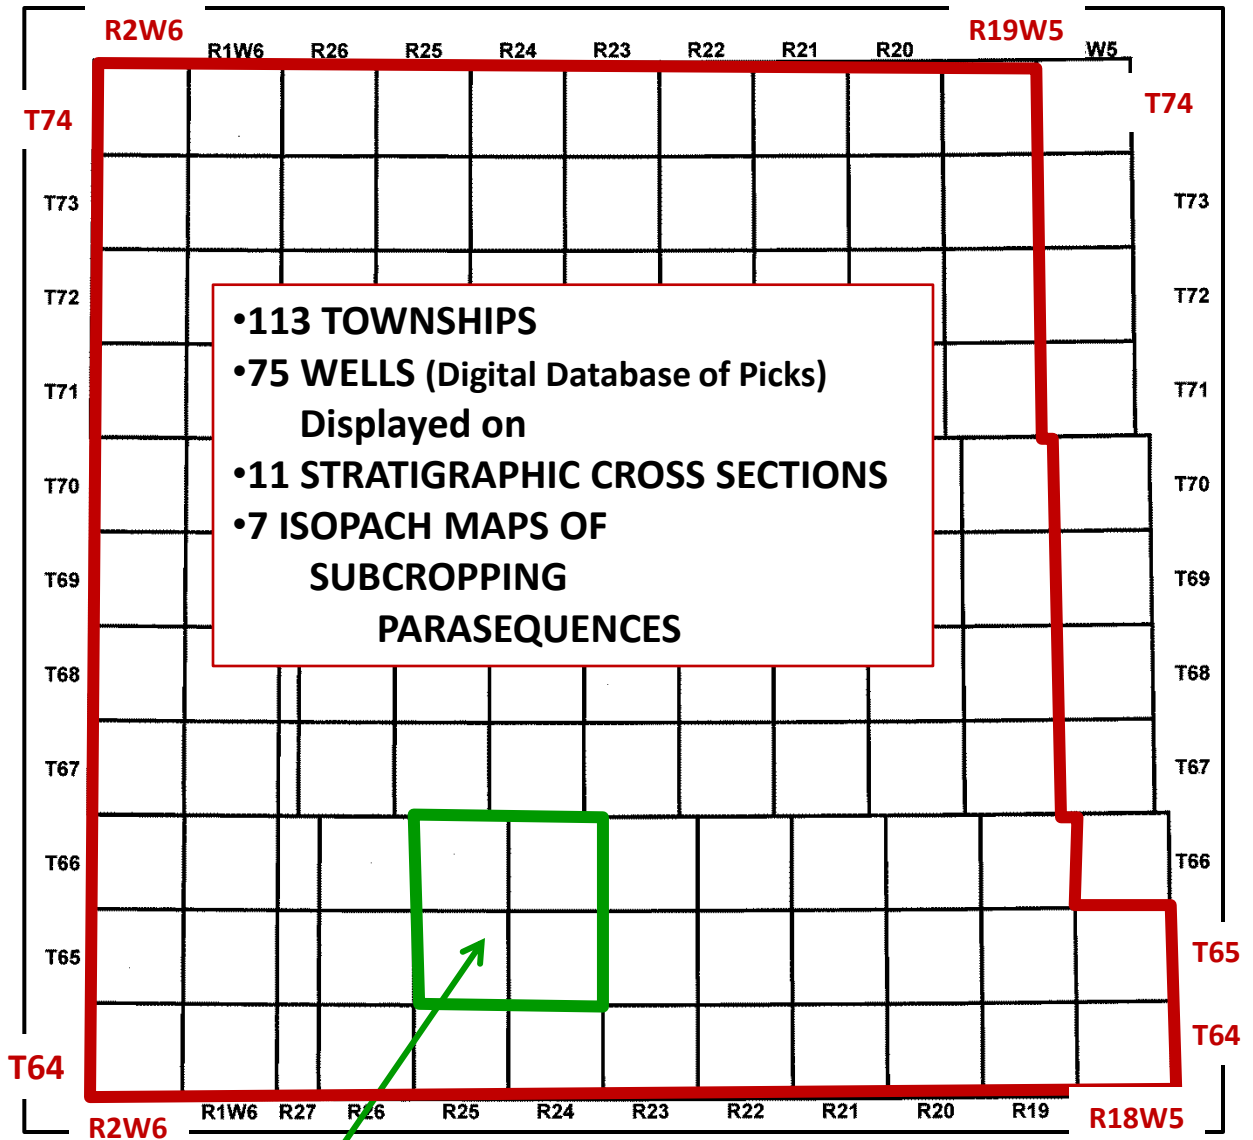 R2W6 R19W5
R1W6 R26 R25 R24 R23 R22 R21 R20 W5
T74 T74
T73 T73
T72 T72
•113 TOWNSHIPS
•75 WELLS (Digital Database of Picks)
T71 T71
Displayed on
•11 STRATIGRAPHIC CROSS SECTIONS
T70 T70
•7 ISOPACH MAPS OF
SUBCROPPING
T69 T69
PARASEQUENCES
T68 T68
T67 T67
T66 T66
T65 T65
T64 T64
R1W6 R27 R26 R25 R24 R23 R22 R21 R20 R19
R2W6 R18W5